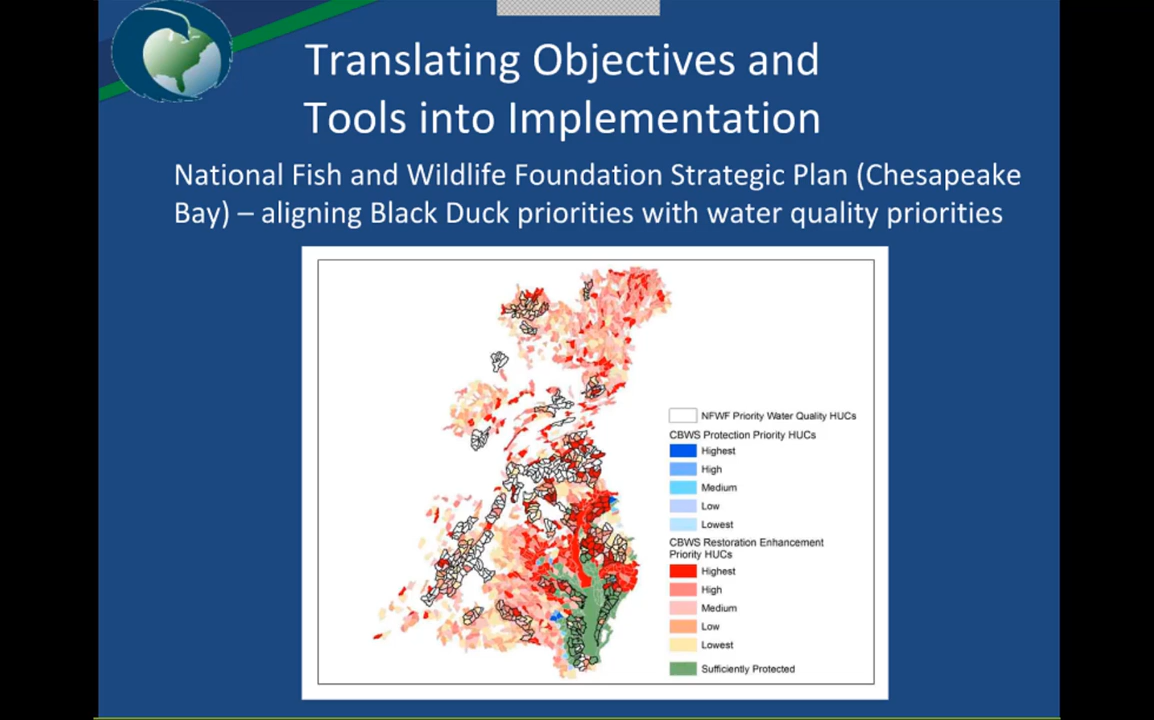 Translating Objectives and
Tools into Implementation
National Fish and Wildlife Foundation Strategic Plan (Chesapeake
Bay) – aligning Black Duck priorities with water quality priorities
NFWF Priority Water Quality HUCs
CBWS Protection Priority HUCs
Highest
High
Medium
Low
Lowest
CBWS Restoration Enhancement
Priority HUCs
Highest
High
Medium
Low
Lowest
Sufficiently Protected